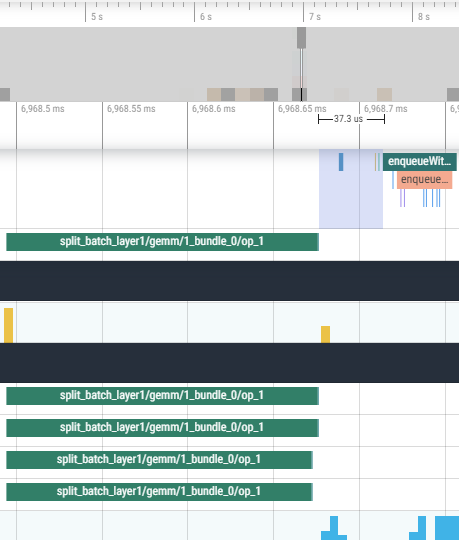 5 s 6 s 7 s 8 s
6,968.5 ms 6,968.55 ms 6,968.6 ms 6,968.65 ms 6,968.7 ms 6,9
37.3 us
enqueueWit...
enqueue...
split_batch_layer1/gemm/1_bundle_0/op_1
split_batch_layer1/gemm/1_bundle_0/op_1
split_batch_layer1/gemm/1_bundle_0/op_1
split_batch_layer1/gemm/1_bundle_0/op_1
split_batch_layer1/gemm/1_bundle_0/op_1